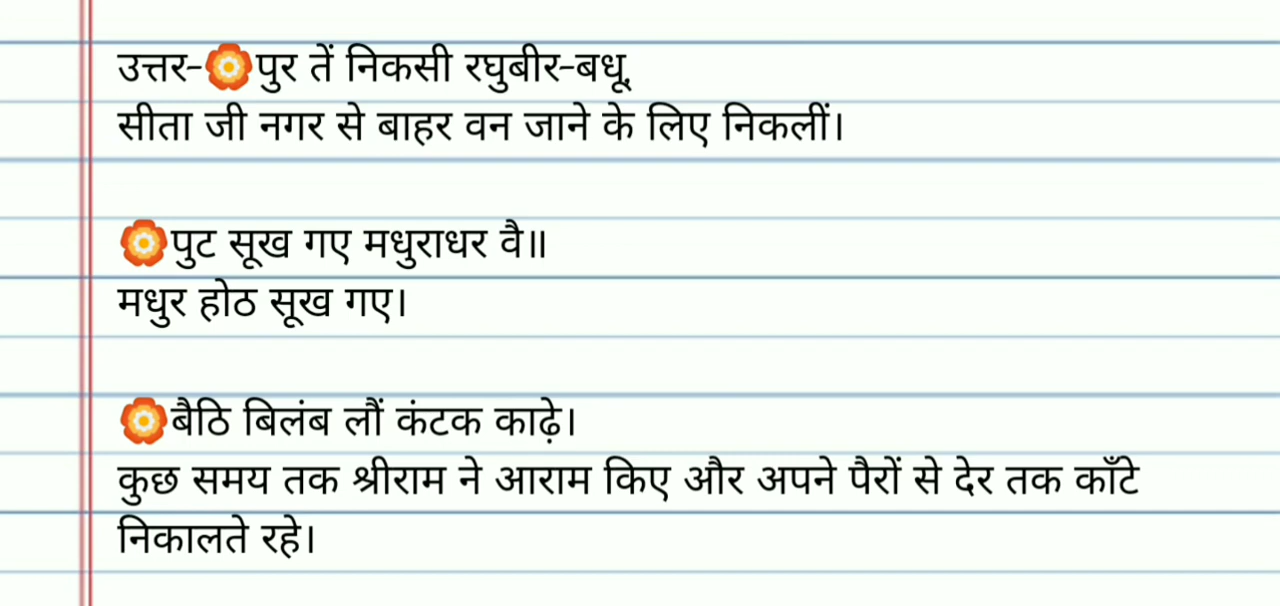 उत्तर-🏵️पुर तें निकसी रघुबीर-बधू,
सीता जी नगर से बाहर वन जाने के लिए निकलीं।
🏵️पुट सूख गए मधुराधर वै॥
मधुर होठ सूख गए।
🏵️बैठि बिलंब लौं कंटक काढ़े।
कुछ समय तक श्रीराम ने आराम किए और अपने पैरों से देर तक काँटे
निकालते रहे।